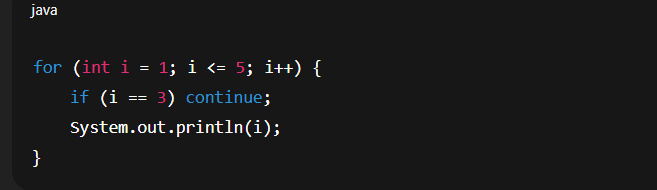 java
for (int i = 1; i <= 5; i++) {
    if (i == 3) continue;
    System.out.println(i);
}